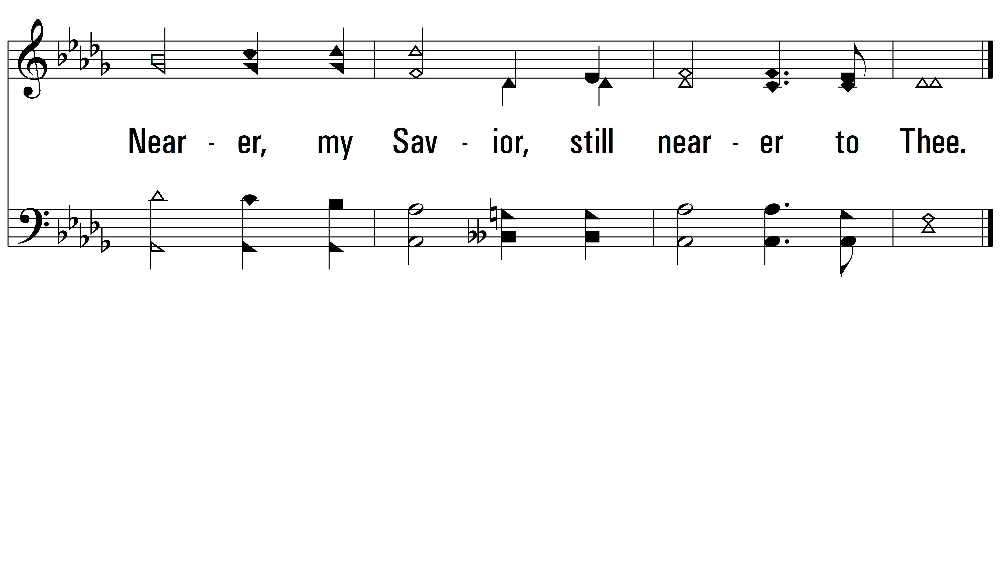 Near - er, my Sav - ior, still near - er to Thee.